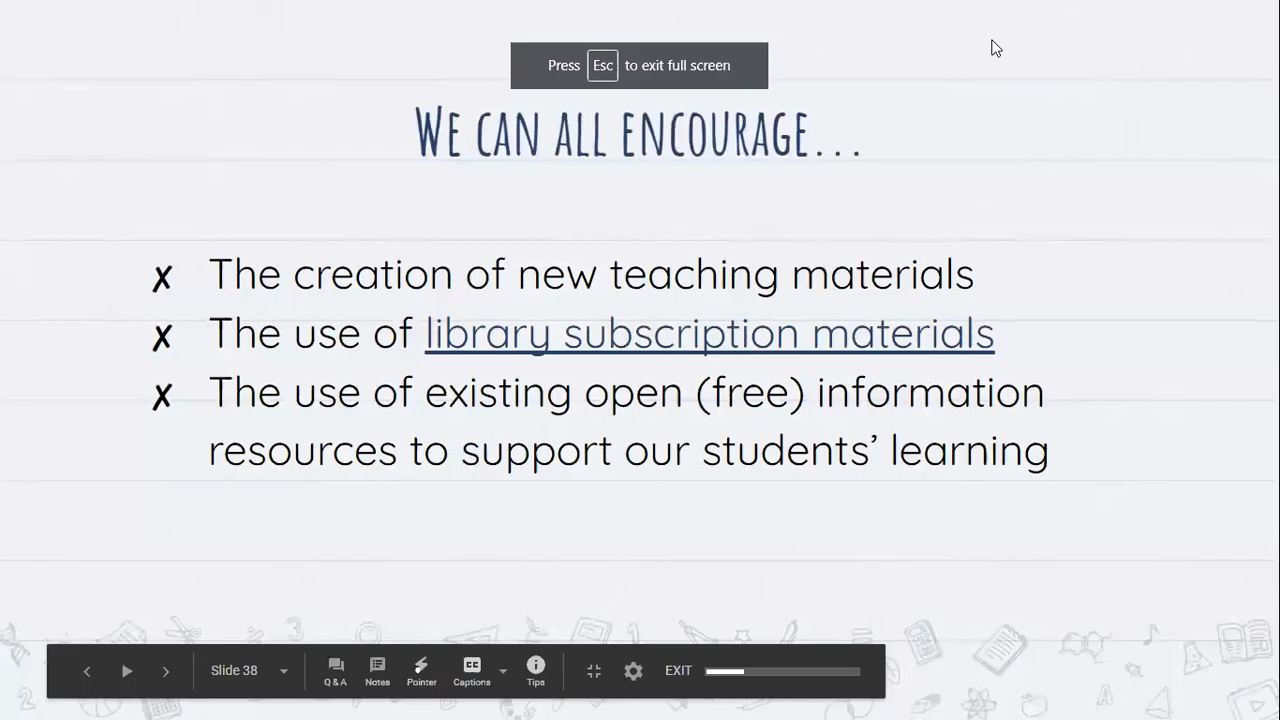 Press Esc to exit full screen
WE CAN ALL ENCOURAGE...
✗ The creation of new teaching materials
✗ The use of library subscription materials
✗ The use of existing open (free) information
resources to support our students’ learning
Slide 38
Q & A
Notes
Pointer
CC
Captions
Tips
EXIT